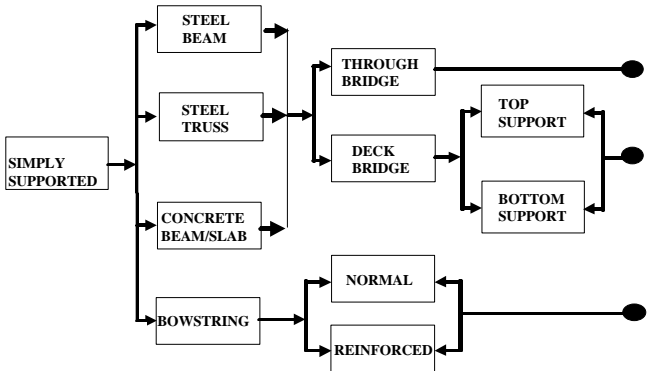 STEEL
BEAM
THROUGH
BRIDGE
TOP
SUPPORT
STEEL
TRUSS
DECK
BRIDGE
SIMPLY
SUPPORTED
BOTTOM
SUPPORT
CONCRETE
BEAM/SLAB
NORMAL
BOWSTRING
REINFORCED